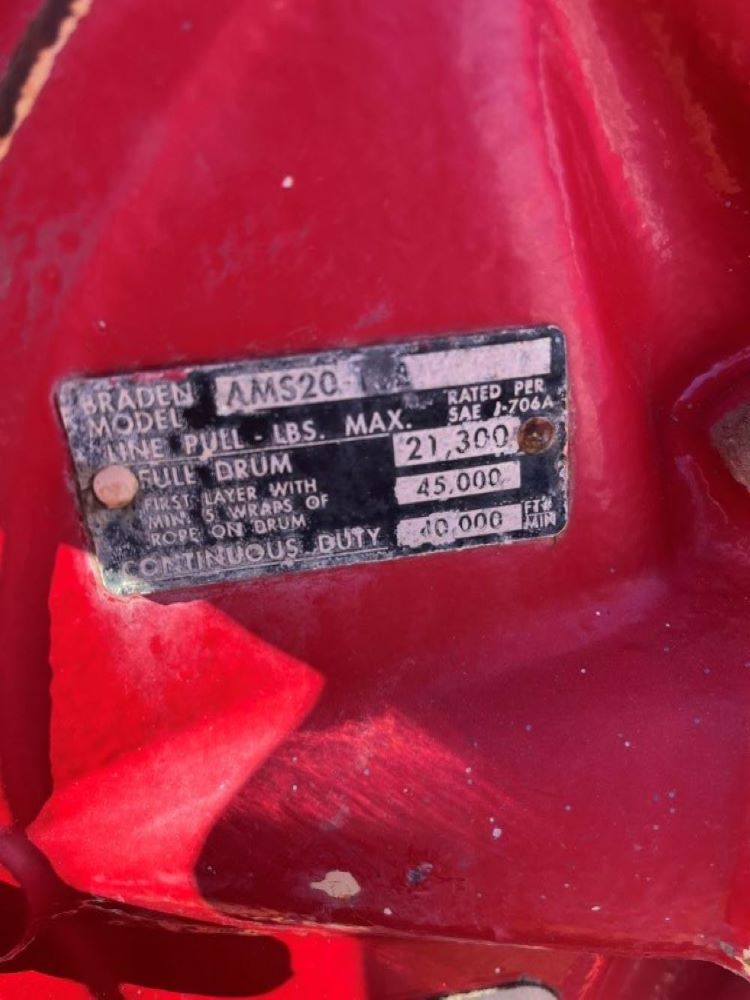 BRADEN
MODEL AMS20-
RATED PER
SAE J-706A
LINE PULL - LBS. MAX.
FULL DRUM 21,300
FIRST LAYER WITH
MIN. 5 WRAPS OF
ROPE ON DRUM 45,000
CONTINUOUS DUTY 40,000 FT#
MIN